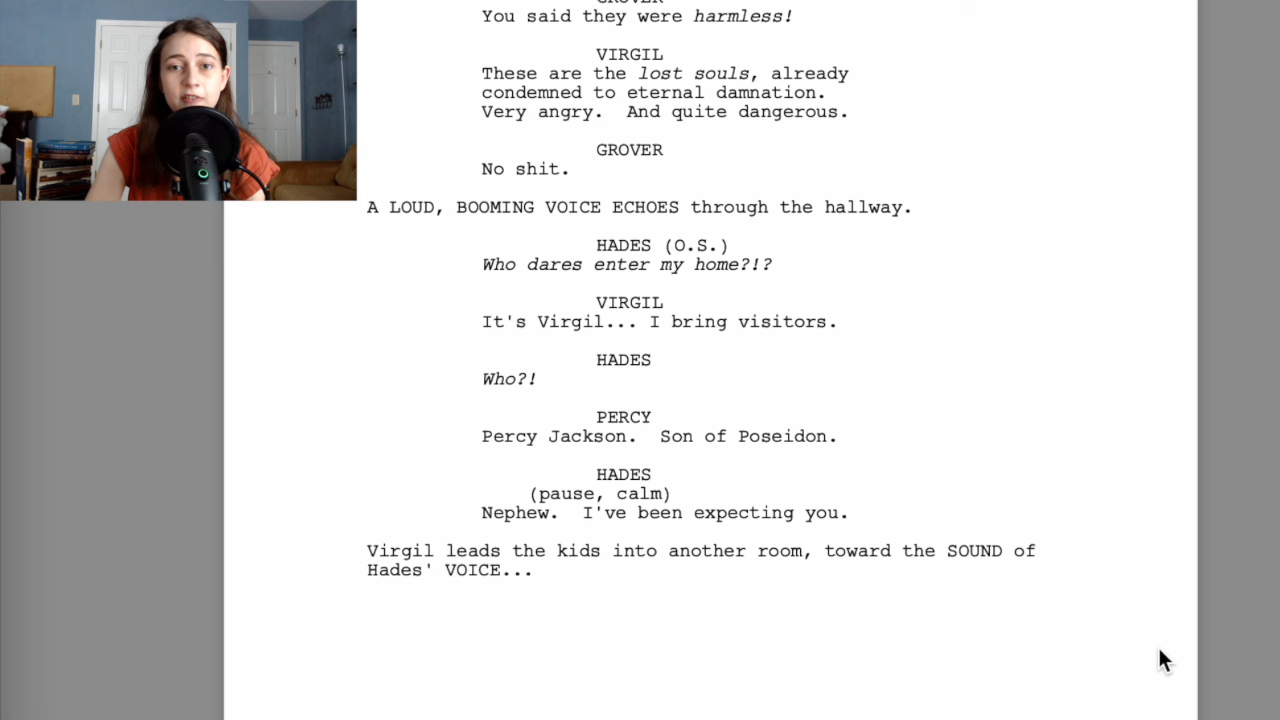 GROVER
You said they were harmless!
VIRGIL
These are the lost souls, already
condemned to eternal damnation.
Very angry.  And quite dangerous.
GROVER
No shit.
A LOUD, BOOMING VOICE ECHOES through the hallway.
HADES (O.S.)
Who dares enter my home?!?
VIRGIL
It's Virgil... I bring visitors.
HADES
Who?!
PERCY
Percy Jackson.  Son of Poseidon.
HADES
(pause, calm)
Nephew.  I've been expecting you.
Virgil leads the kids into another room, toward the SOUND of
Hades' VOICE...